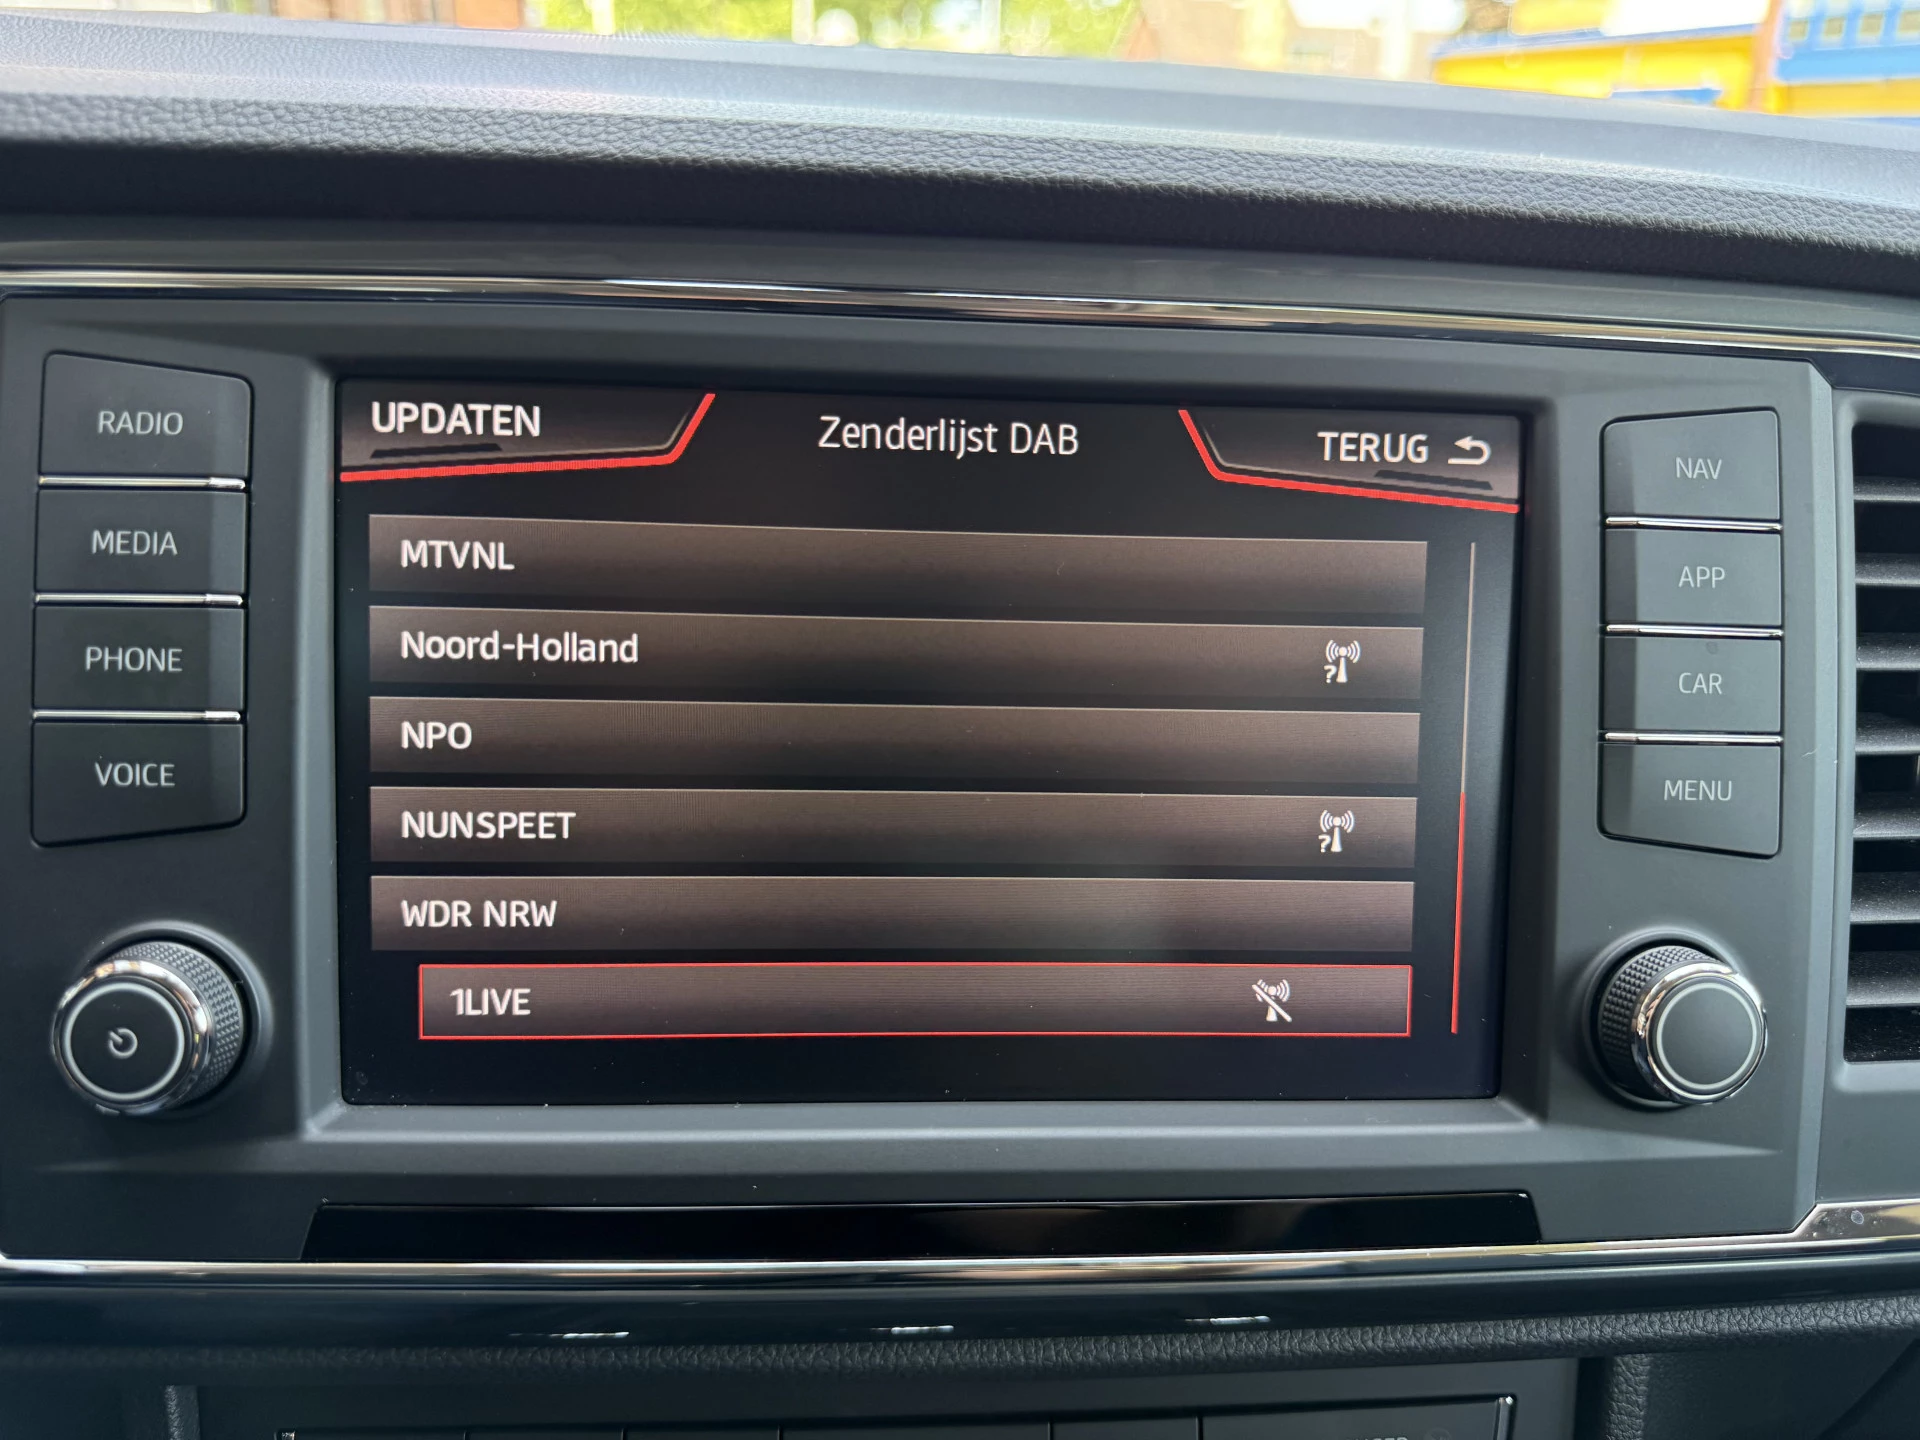 RADIO
MEDIA
PHONE
VOICE
UPDATEN
Zenderlijst DAB
TERUG
MTVNL
Noord-Holland
?
NPO
NUNSPEET
?
WDR NRW
1LIVE
NAV
APP
CAR
MENU